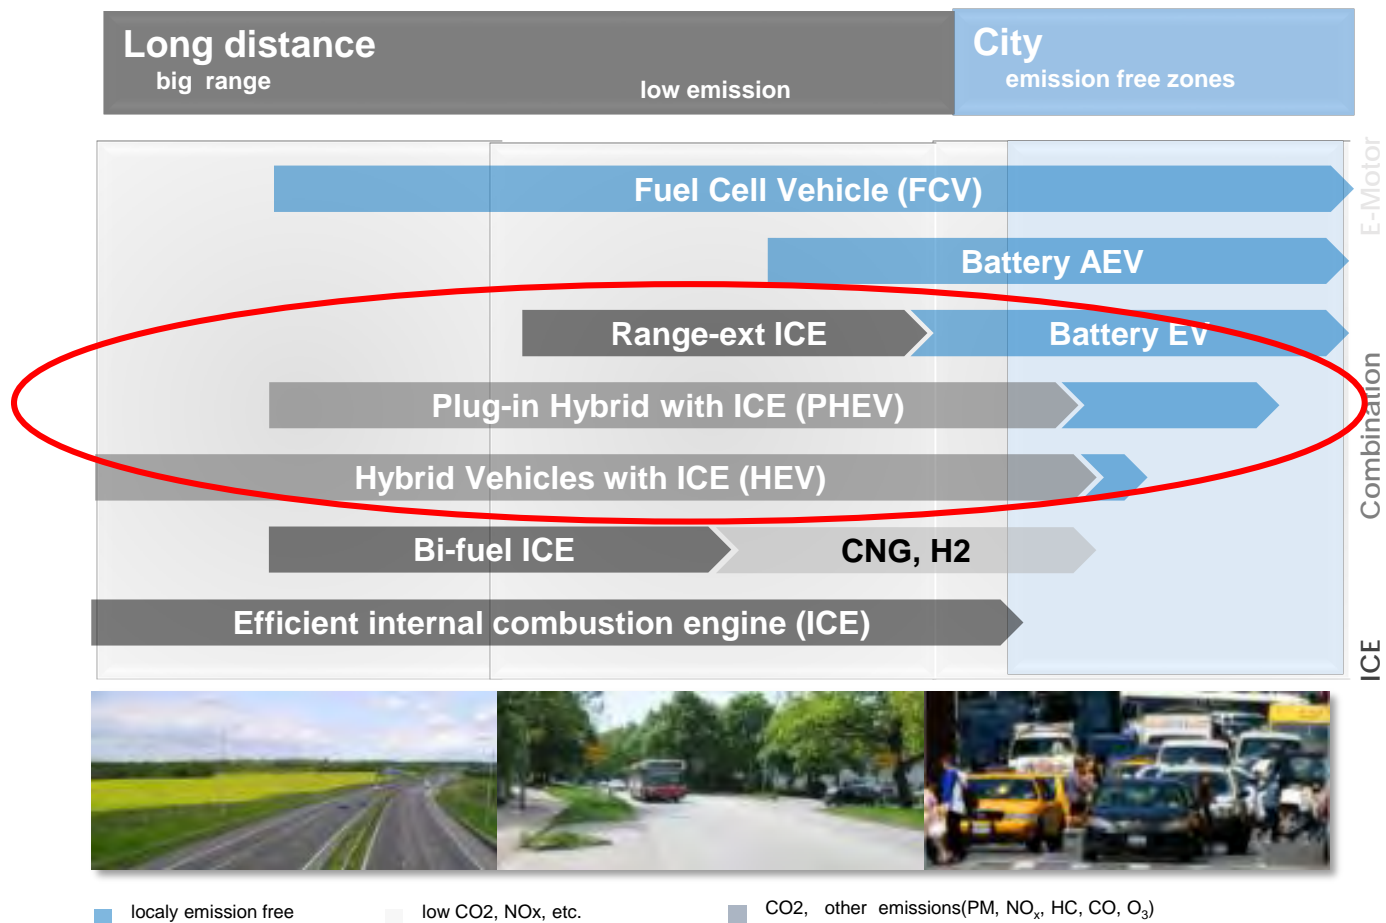 Long distance
big range
low emission
City
emission free zones
E-Motor
Fuel Cell Vehicle (FCV)
Battery AEV
Range-ext ICE
Battery EV
Combination
Plug-in Hybrid with ICE (PHEV)
Hybrid Vehicles with ICE (HEV)
Bi-fuel ICE
CNG, H2
Efficient internal combustion engine (ICE)
ICE
localy emission free
low CO2, NOx, etc.
CO2, other emissions(PM, NOx, HC, CO, O3)